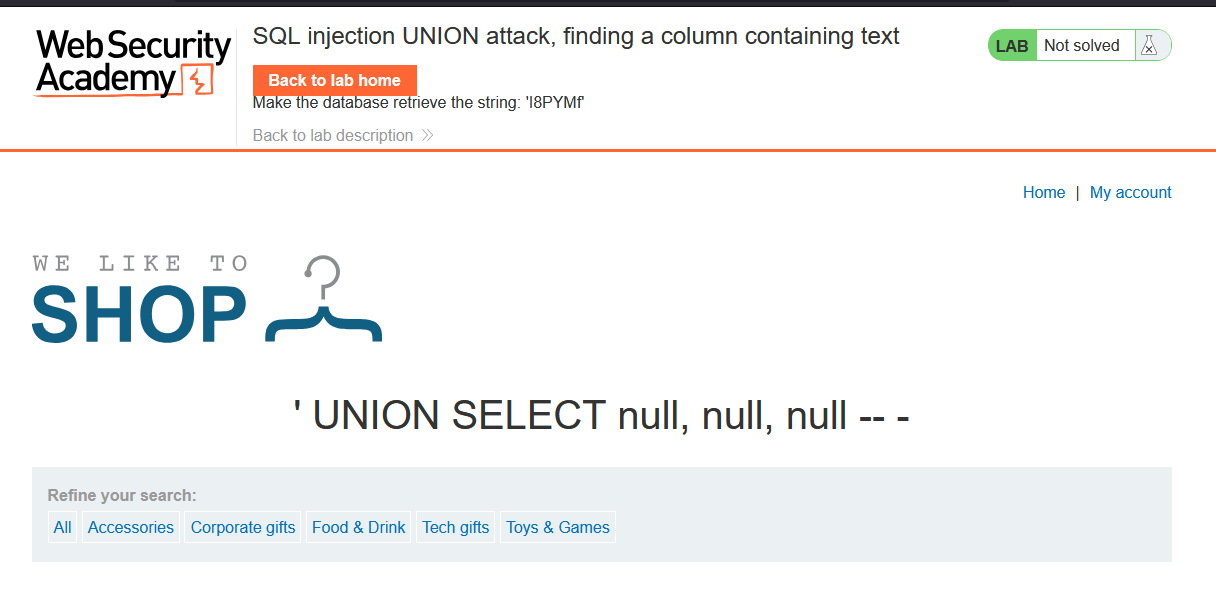 WebSecurity
Academy
SQL injection UNION attack, finding a column containing text
LAB Not solved
Back to lab home
Make the database retrieve the string: 'I8PYMf'
Back to lab description
Home | My account
WE LIKE TO
SHOP
' UNION SELECT null, null, null -- -
Refine your search:
All Accessories Corporate gifts Food & Drink Tech gifts Toys & Games